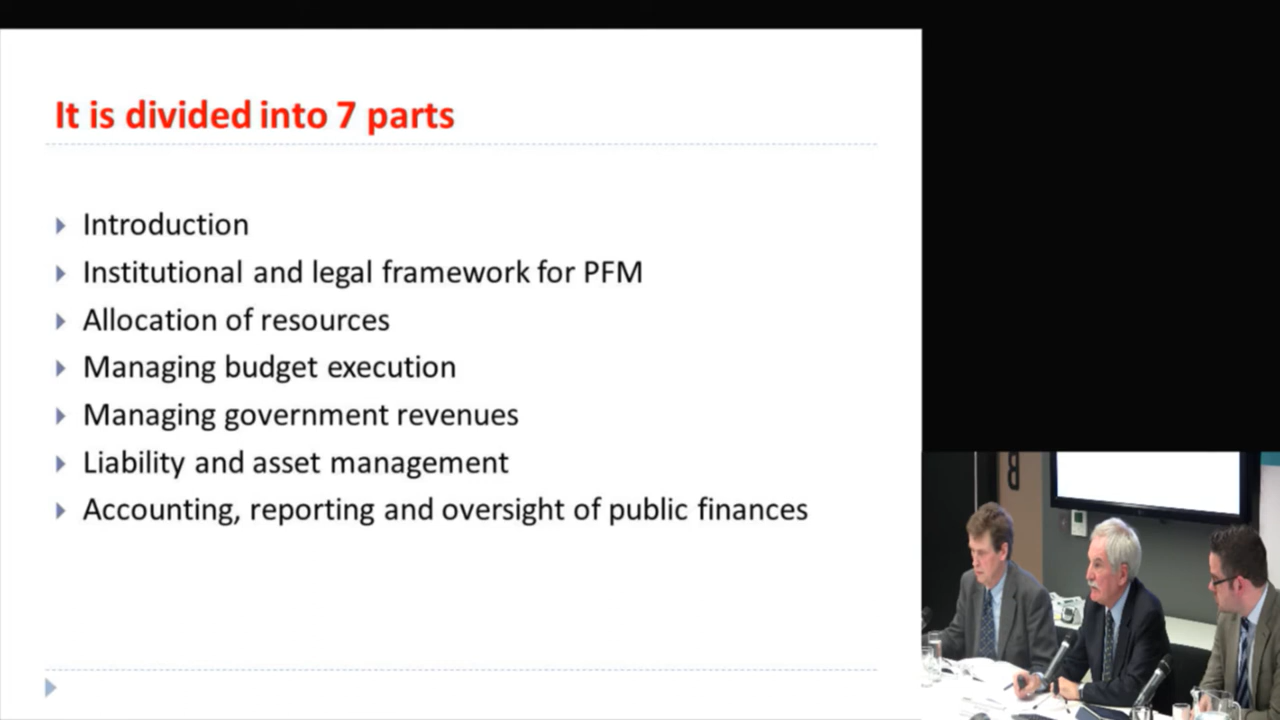 It is divided into 7 parts
Introduction
Institutional and legal framework for PFM
Allocation of resources
Managing budget execution
Managing government revenues
Liability and asset management
Accounting, reporting and oversight of public finances
B